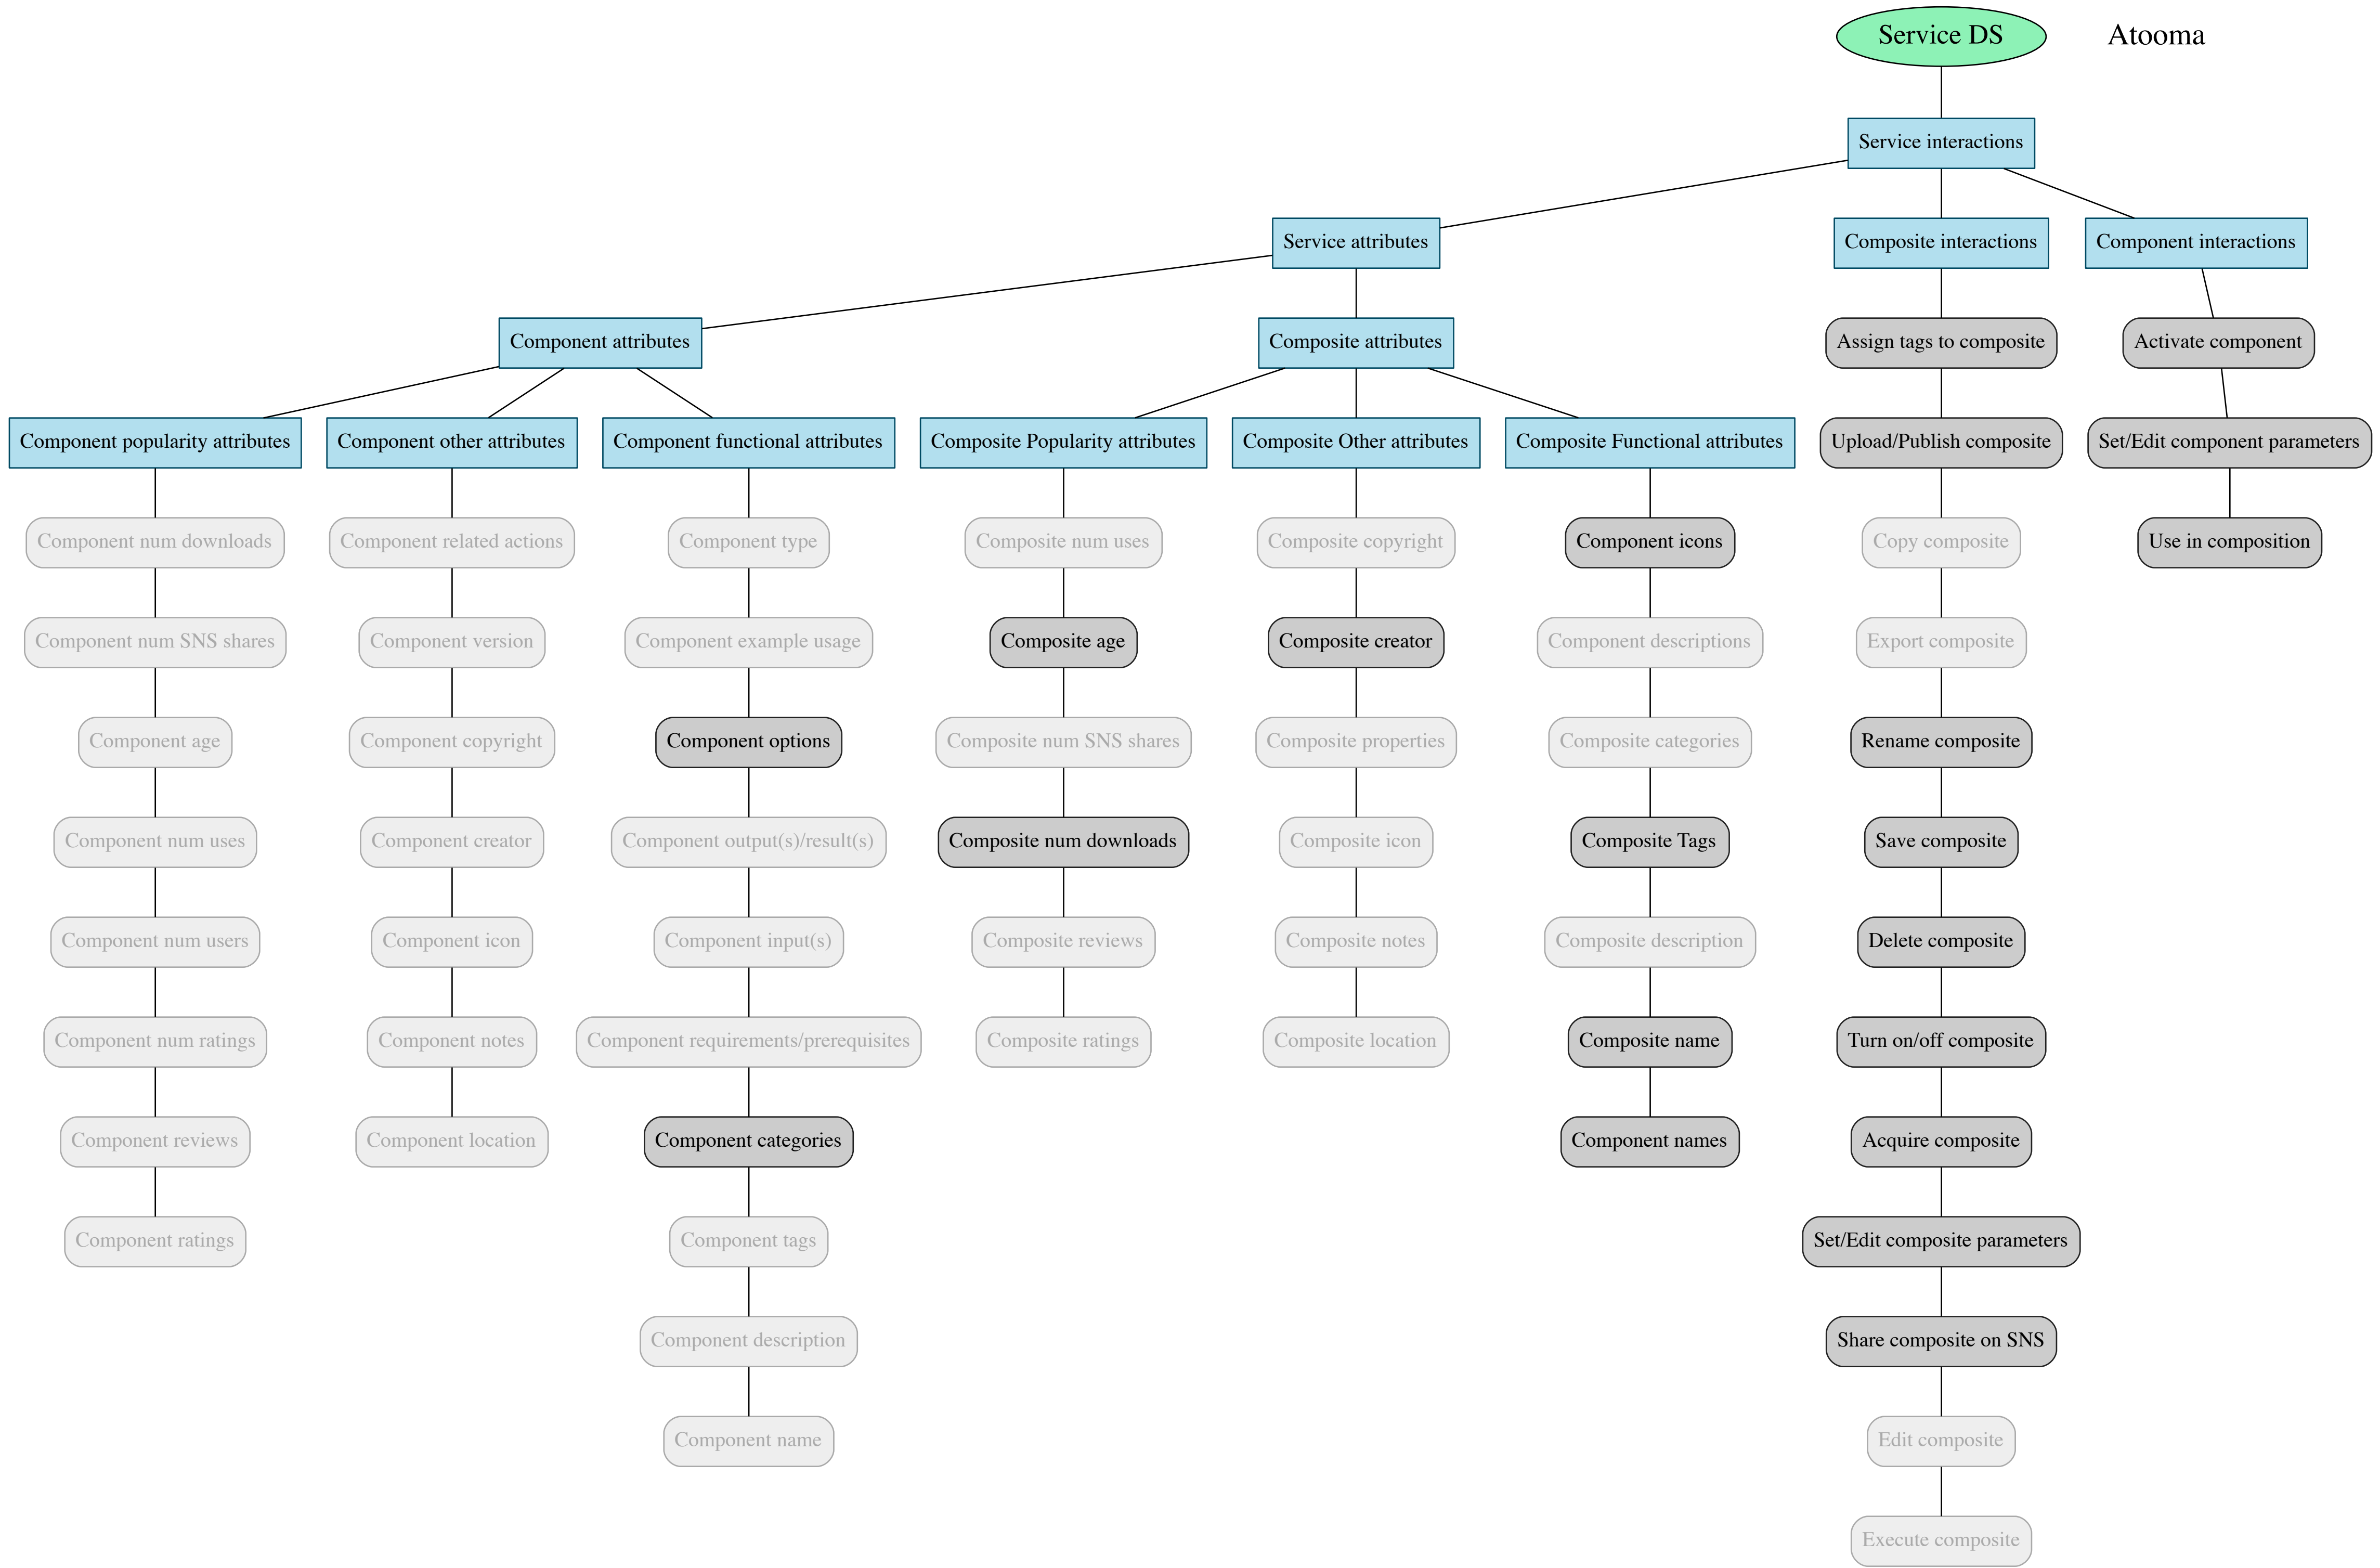 Service DS
Atooma
Service interactions
Service attributes
Composite interactions
Component interactions
Component attributes
Composite attributes
Assign tags to composite
Activate component
Component popularity attributes
Component other attributes
Component functional attributes
Composite Popularity attributes
Composite Other attributes
Composite Functional attributes
Upload/Publish composite
Set/Edit component parameters
Component num downloads
Component related actions
Component type
Composite num uses
Composite copyright
Component icons
Copy composite
Use in composition
Component num SNS shares
Component version
Component example usage
Composite age
Composite creator
Component descriptions
Export composite
Component age
Component copyright
Component options
Composite num SNS shares
Composite properties
Composite categories
Rename composite
Component num uses
Component creator
Component output(s)/result(s)
Composite num downloads
Composite icon
Composite Tags
Save composite
Component num users
Component icon
Component input(s)
Composite reviews
Composite notes
Composite description
Delete composite
Component num ratings
Component notes
Component requirements/prerequisites
Composite ratings
Composite location
Composite name
Turn on/off composite
Component reviews
Component location
Component categories
Component names
Acquire composite
Component ratings
Component tags
Set/Edit composite parameters
Component description
Share composite on SNS
Component name
Edit composite
Execute composite